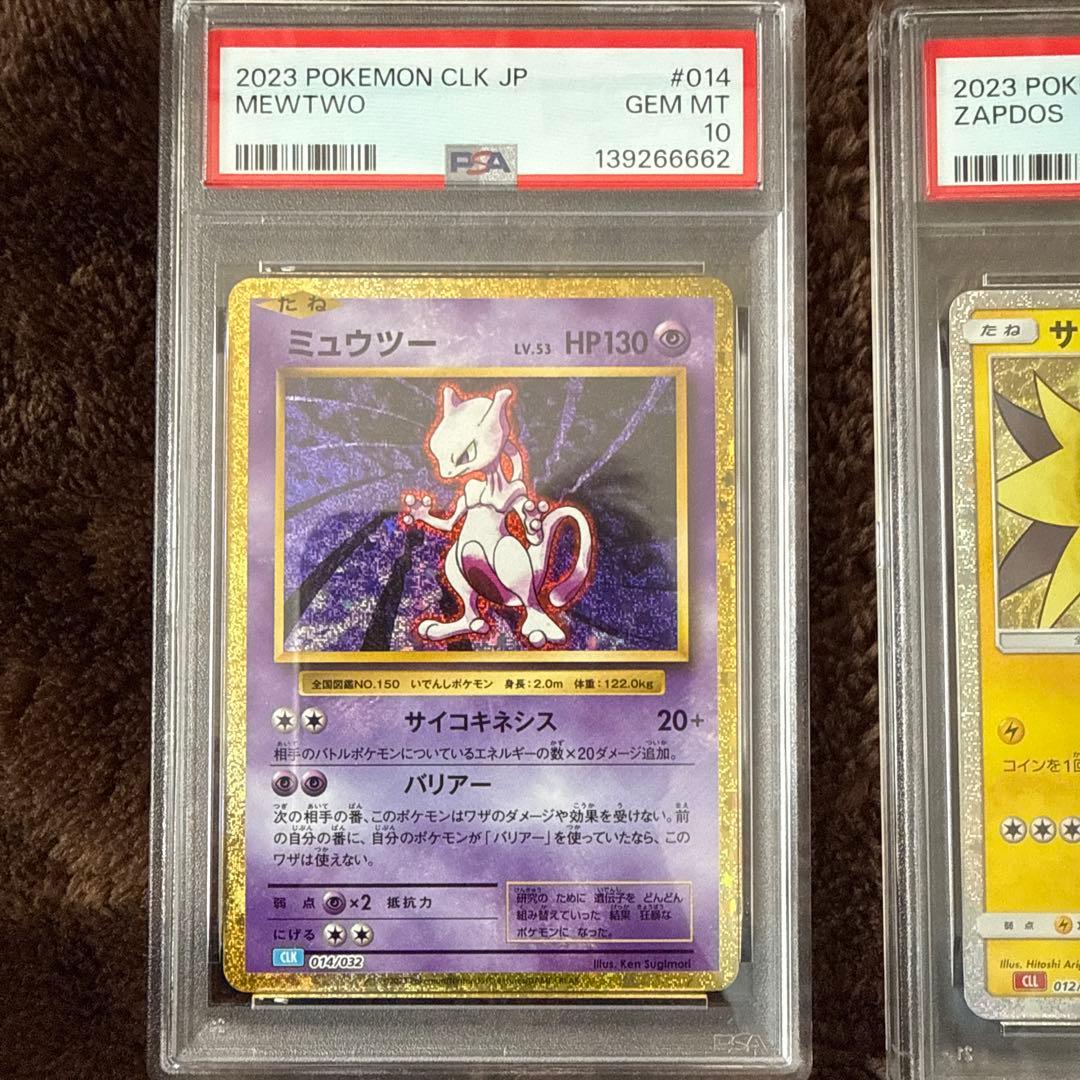 2023 POKEMON CLK JP #014
MEWTWO GEM MT
10
PSA 139266662
たね
ミュウツー LV.53 HP130
全国図鑑NO.150 いでんしポケモン 身長:2.0m 体重:122.0kg
サイコキネシス 20+
相手のバトルポケモンについているエネルギーの数×20ダメージ追加。
バリアー
次の相手の番、このポケモンはワザのダメージや効果を受けない。前
の自分の番に、自分のポケモンが「バリアー」を使っていたなら、この
ワザは使えない。
弱点 ×2 抵抗力
にげる
研究の ために 遺伝子を どんどん
組み替えていった 結果 狂暴な
ポケモンに なった。
CLK 014/032
Illus. Ken Sugimori
PSA
2023 POK
ZAPDOS
たね サ
コインを1回
弱点
Illus. Hitoshi Ari
CLL 012/